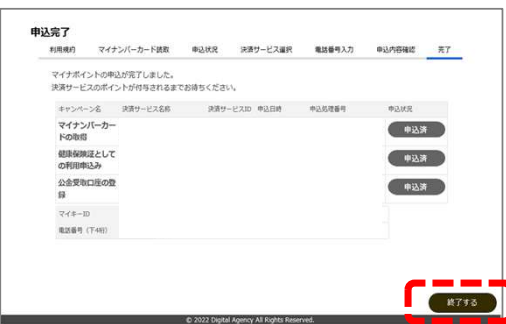 申込完了
利用規約 マイナンバーカード読取 申込状況 決済サービス選択 電話番号入力 申込内容確認 完了
マイナポイントの申込が完了しました。
決済サービスのポイントが付与されるまでお待ちください。
キャンペーン名 決済サービス名称 決済サービスID 申込日時 申込処理番号 申込状況
マイナンバーカー
ドの取得
申込済
健康保険証として
の利用申込み
申込済
公金受取口座の登
録
申込済
マイキーID
電話番号（下4桁）
終了する
© 2022 Digital Agency All Rights Reserved.